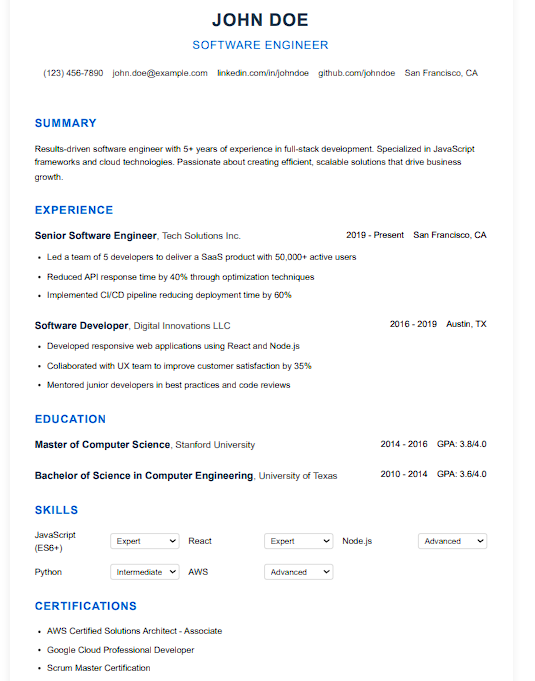 JOHN DOE
SOFTWARE ENGINEER
(123) 456-7890 john.doe@example.com linkedin.com/in/johndoe github.com/johndoe San Francisco, CA
SUMMARY
Results-driven software engineer with 5+ years of experience in full-stack development. Specialized in JavaScript
frameworks and cloud technologies. Passionate about creating efficient, scalable solutions that drive business
growth.
EXPERIENCE
Senior Software Engineer, Tech Solutions Inc. 2019 - Present San Francisco, CA
• Led a team of 5 developers to deliver a SaaS product with 50,000+ active users
• Reduced API response time by 40% through optimization techniques
• Implemented CI/CD pipeline reducing deployment time by 60%
Software Developer, Digital Innovations LLC 2016 - 2019 Austin, TX
• Developed responsive web applications using React and Node.js
• Collaborated with UX team to improve customer satisfaction by 35%
• Mentored junior developers in best practices and code reviews
EDUCATION
Master of Computer Science, Stanford University 2014 - 2016 GPA: 3.8/4.0
Bachelor of Science in Computer Engineering, University of Texas 2010 - 2014 GPA: 3.6/4.0
SKILLS
JavaScript
(ES6+) Expert React Expert Node.js Advanced
Python Intermediate AWS Advanced
CERTIFICATIONS
• AWS Certified Solutions Architect - Associate
• Google Cloud Professional Developer
• Scrum Master Certification